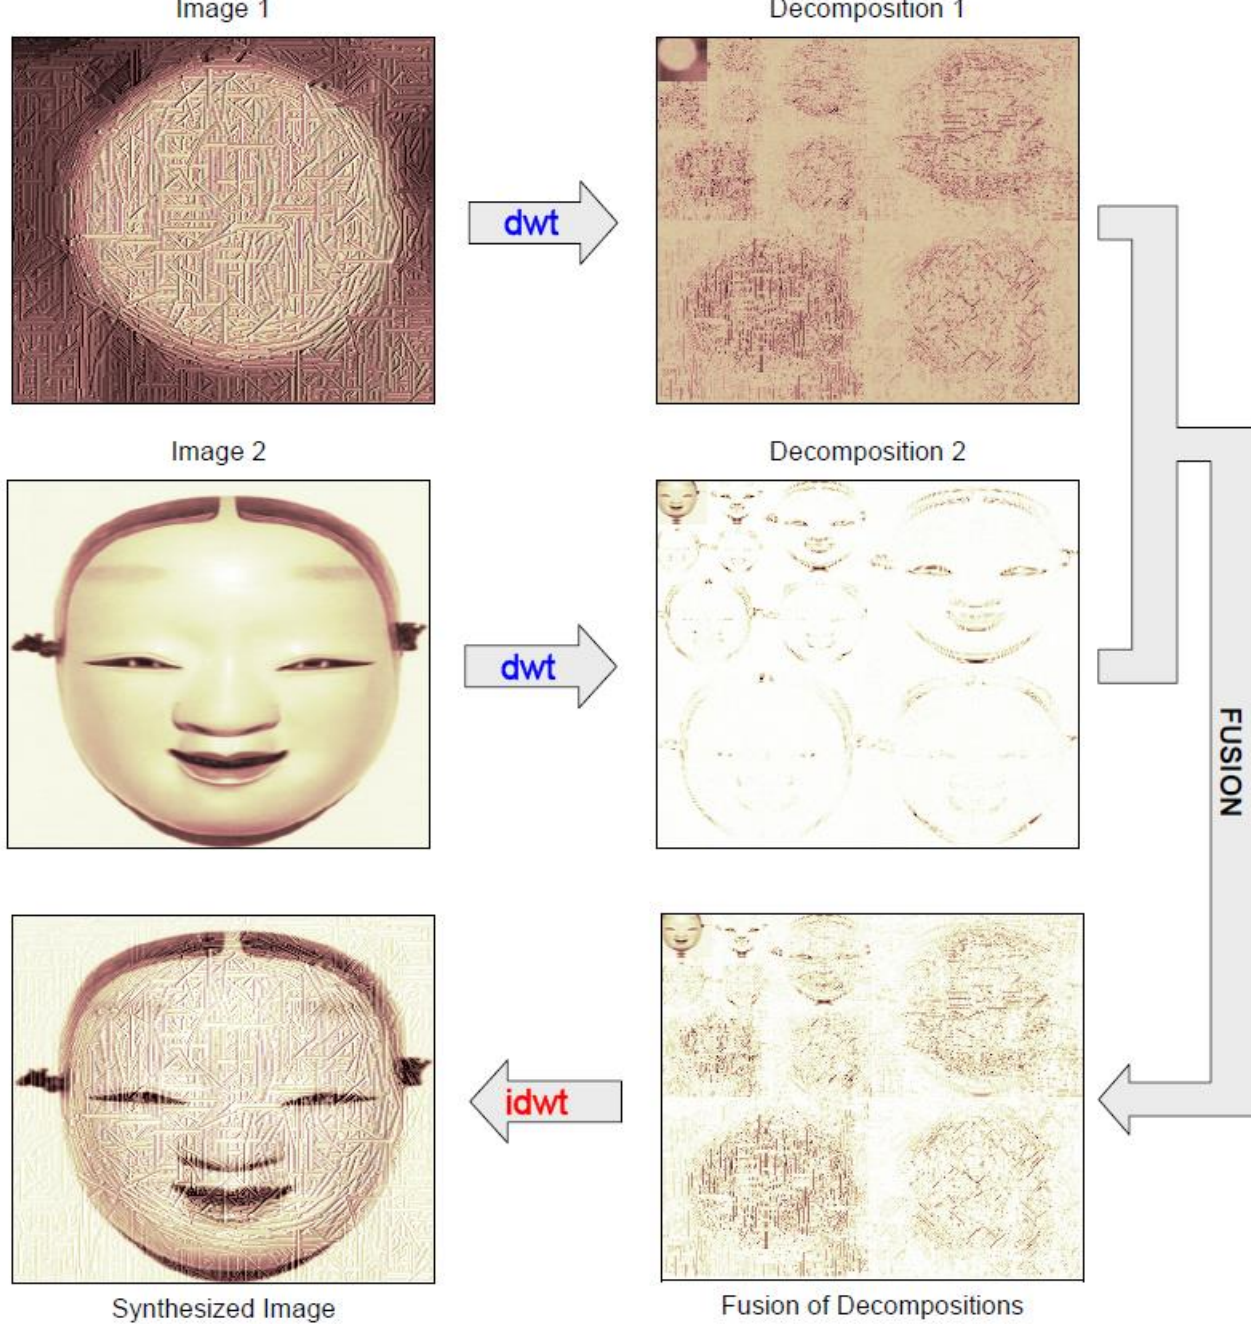 Image 1
Decomposition 1
dwt
Image 2
Decomposition 2
dwt
FUSION
idwt
Synthesized Image
Fusion of Decompositions